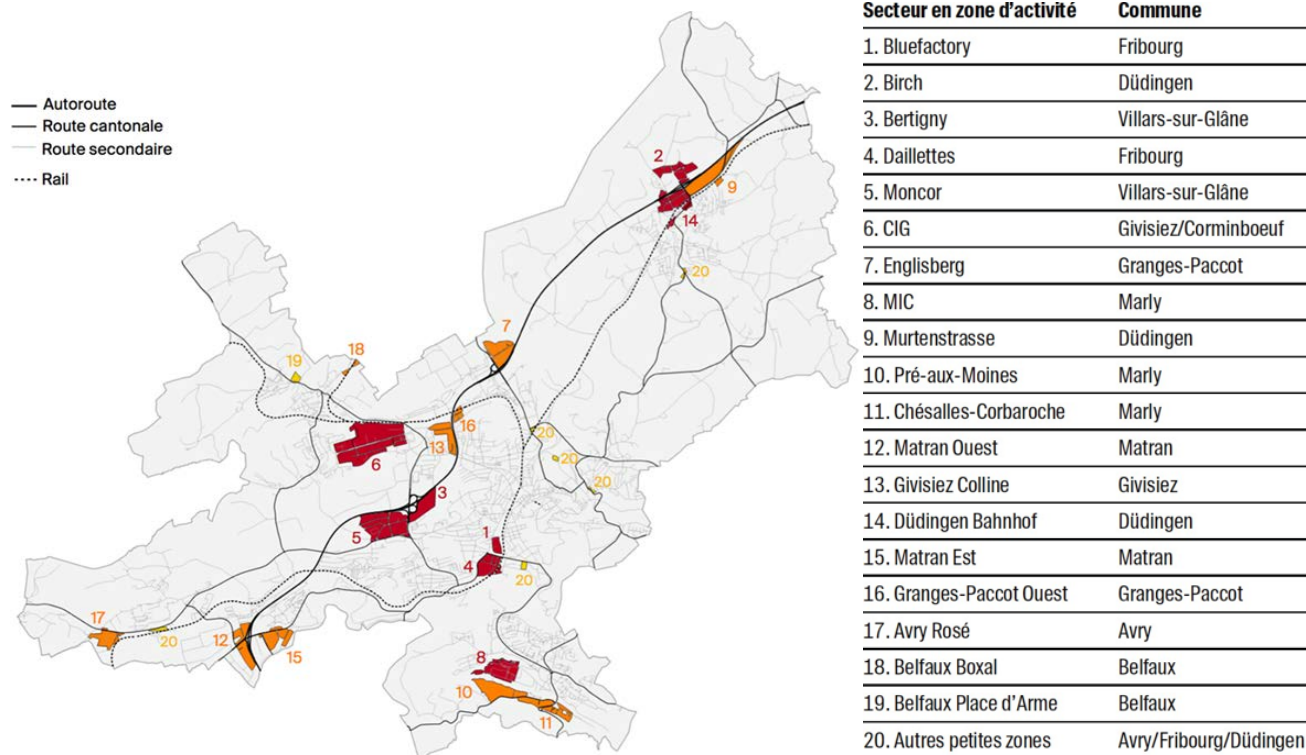 Autoroute
Route cantonale
Route secondaire
Rail
2
9
14
20
7
18
19
16
13
6
20
20
20
3
5
1
4
20
17
20
12
15
8
10
11
Secteur en zone d'activité Commune
1. Bluefactory Fribourg
2. Birch Düdingen
3. Bertigny Villars-sur-Glâne
4. Daillettes Fribourg
5. Moncor Villars-sur-Glâne
6. CIG Givisiez/Corminboeuf
7. Englisberg Granges-Paccot
8. MIC Marly
9. Murtenstrasse Düdingen
10. Pré-aux-Moines Marly
11. Chésalles-Corbaroche Marly
12. Matran Ouest Matran
13. Givisiez Colline Givisiez
14. Düdingen Bahnhof Düdingen
15. Matran Est Matran
16. Granges-Paccot Ouest Granges-Paccot
17. Avry Rosé Avry
18. Belfaux Boxal Belfaux
19. Belfaux Place d'Arme Belfaux
20. Autres petites zones Avry/Fribourg/Düdingen